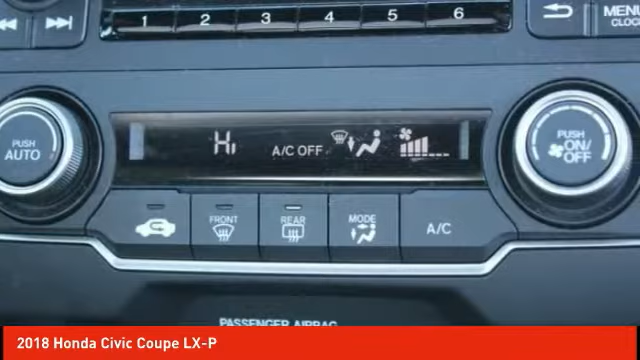 1 2 3 4 5 6
MENU
CLOCK
PUSH
AUTO
Hi
A/C OFF
PUSH
ON/
OFF
FRONT
REAR
MODE
A/C
PASSENGER AIRBAG
2018 Honda Civic Coupe LX-P